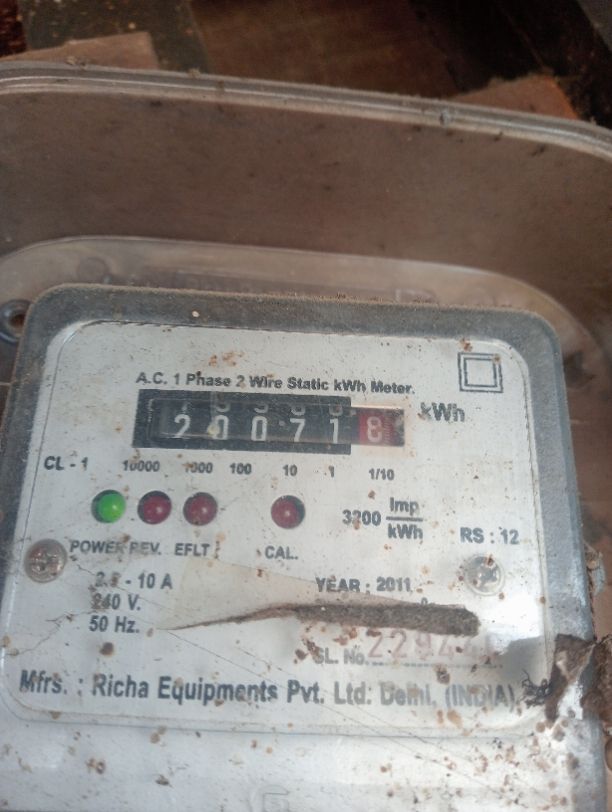 A.C. 1 Phase 2 Wire Static kWh Meter.
0071 8 kWh
CL - 1 10000 1000 100 10 1 1/10
3200 Imp/kWh
RS : 12
POWER REV. EFLT CAL.
- 10 A
240 V.
50 Hz.
YEAR : 2011
SL. No.
Mfrs. : Richa Equipments Pvt. Ltd. Delhi, (INDIA)